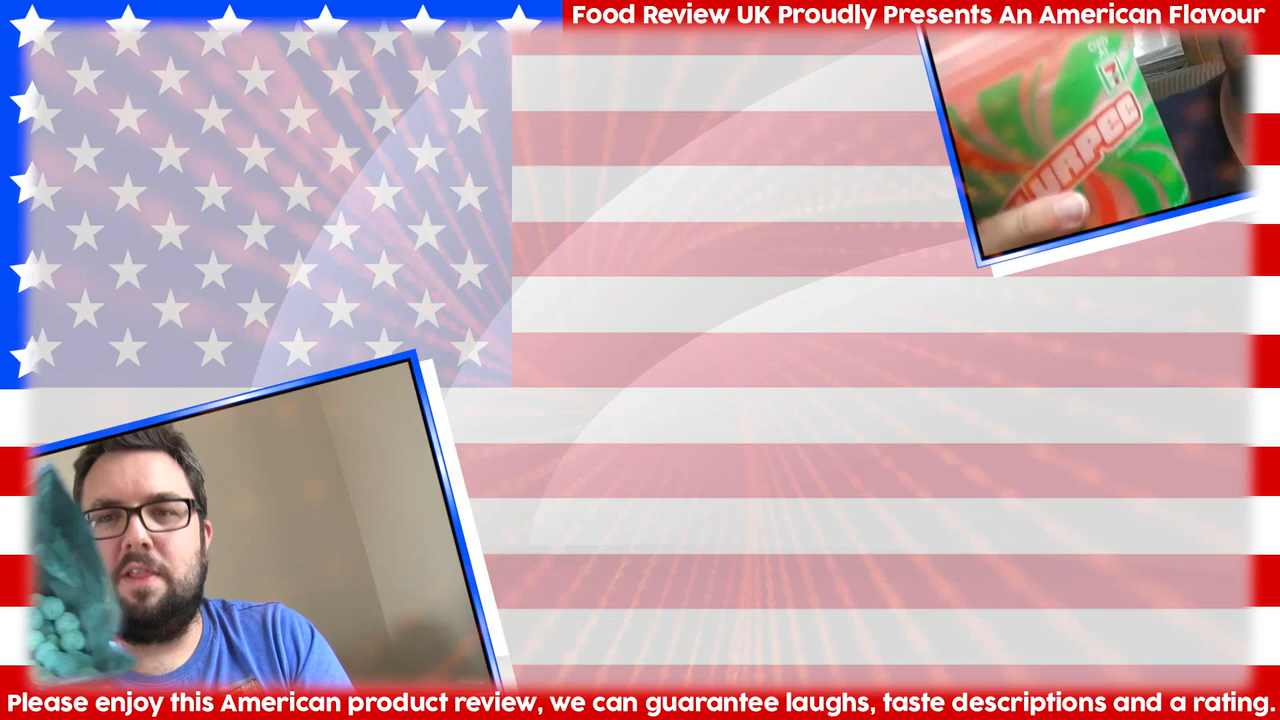 Food Review UK Proudly Presents An American Flavour
7
Please enjoy this American product review, we can guarantee laughs, taste descriptions and a rating.